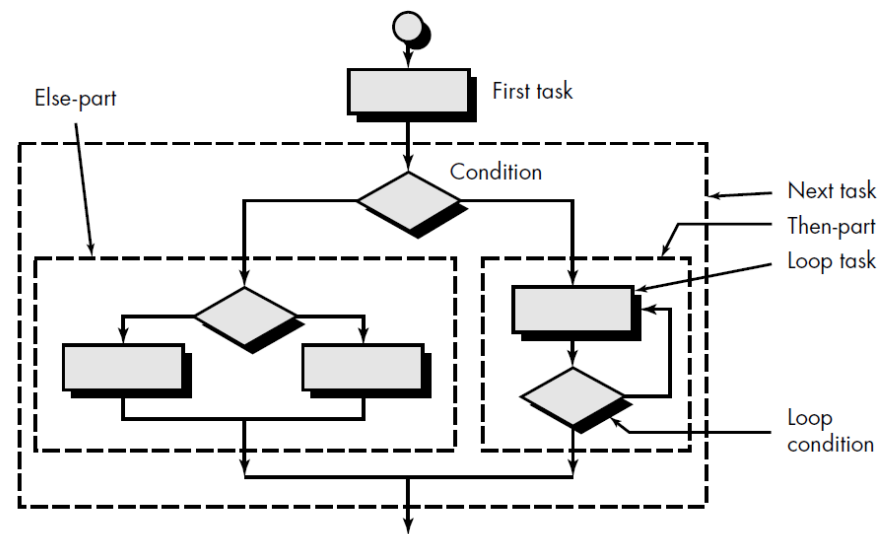 First task
Else-part
Condition
Next task
Then-part
Loop task
Loop
condition